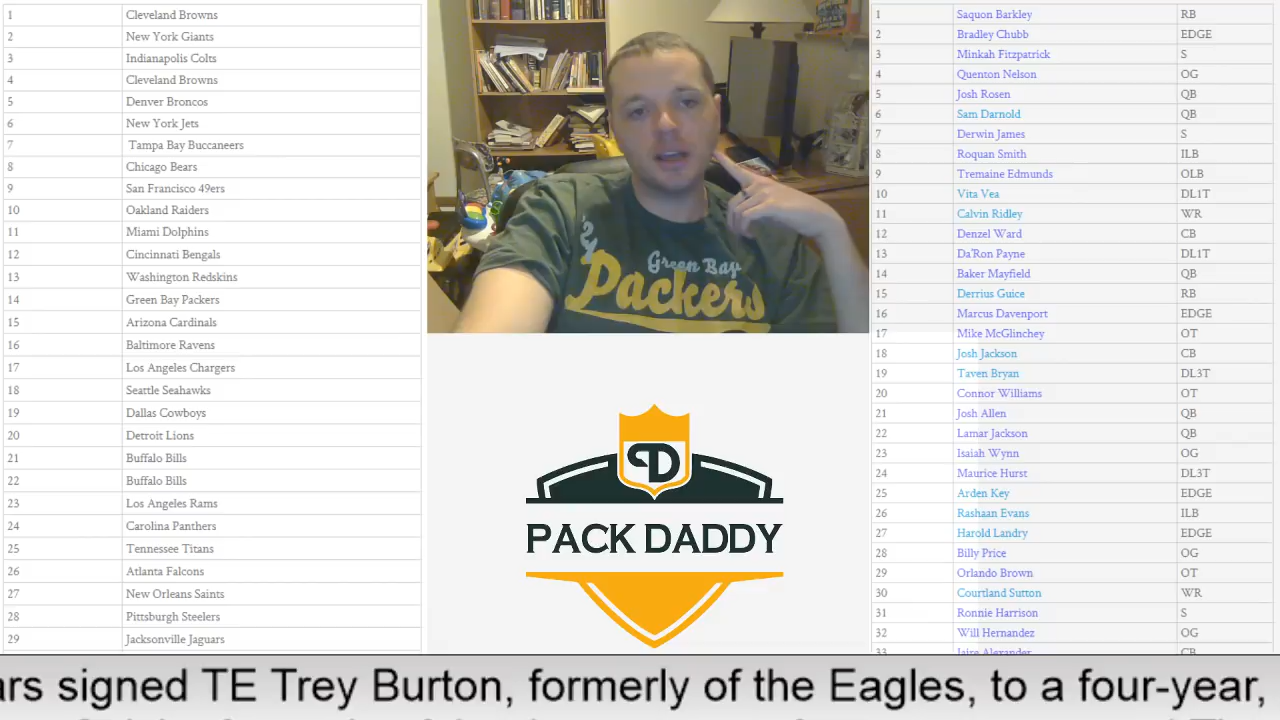 1 Cleveland Browns
2 New York Giants
3 Indianapolis Colts
4 Cleveland Browns
5 Denver Broncos
6 New York Jets
7 Tampa Bay Buccaneers
8 Chicago Bears
9 San Francisco 49ers
10 Oakland Raiders
11 Miami Dolphins
12 Cincinnati Bengals
13 Washington Redskins
14 Green Bay Packers
15 Arizona Cardinals
16 Baltimore Ravens
17 Los Angeles Chargers
18 Seattle Seahawks
19 Dallas Cowboys
20 Detroit Lions
21 Buffalo Bills
22 Buffalo Bills
23 Los Angeles Rams
24 Carolina Panthers
25 Tennessee Titans
26 Atlanta Falcons
27 New Orleans Saints
28 Pittsburgh Steelers
29 Jacksonville Jaguars
Green Bay
Packers
PD
PACK DADDY
1 Saquon Barkley RB
2 Bradley Chubb EDGE
3 Minkah Fitzpatrick S
4 Quenton Nelson OG
5 Josh Rosen QB
6 Sam Darnold QB
7 Derwin James S
8 Roquan Smith ILB
9 Tremaine Edmunds OLB
10 Vita Vea DL1T
11 Calvin Ridley WR
12 Denzel Ward CB
13 Da'Ron Payne DL1T
14 Baker Mayfield QB
15 Derrius Guice RB
16 Marcus Davenport EDGE
17 Mike McGlinchey OT
18 Josh Jackson CB
19 Taven Bryan DL3T
20 Connor Williams OT
21 Josh Allen QB
22 Lamar Jackson QB
23 Isaiah Wynn OG
24 Maurice Hurst DL3T
25 Arden Key EDGE
26 Rashaan Evans ILB
27 Harold Landry EDGE
28 Billy Price OG
29 Orlando Brown OT
30 Courtland Sutton WR
31 Ronnie Harrison S
32 Will Hernandez OG
33 Jaire Alexander CB
ars signed TE Trey Burton, formerly of the Eagles, to a four-year,